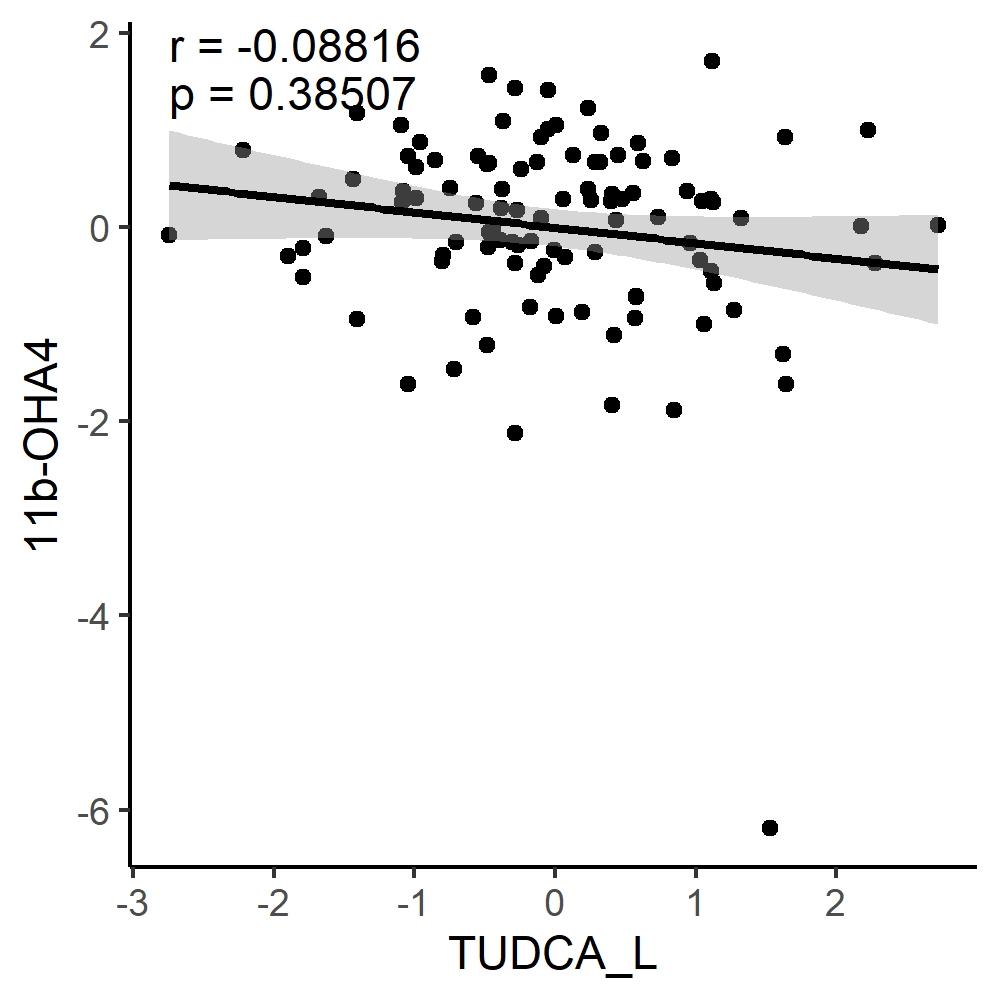 r = -0.08816
p = 0.38507
2
0
-2
-4
-6
11b-OHA4
-3 -2 -1 0 1 2
TUDCA_L